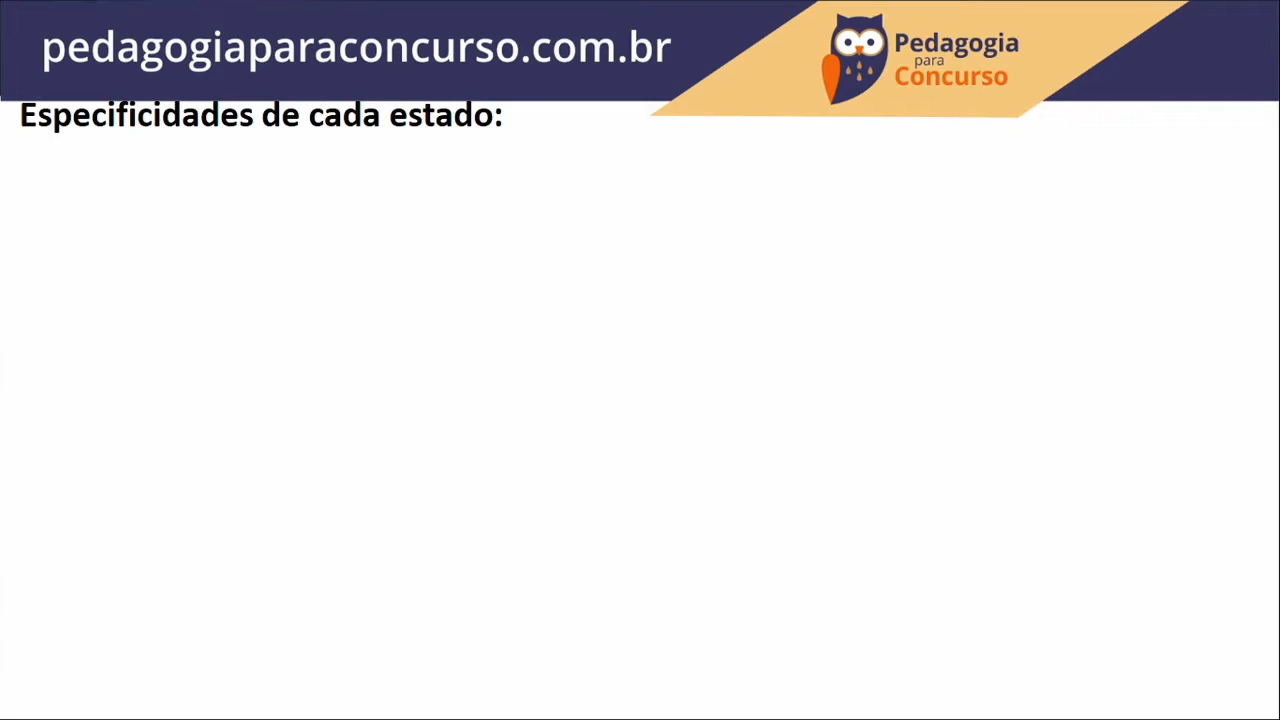 pedagogiaparaconcurso.com.br
Pedagogia
para
Concurso
Especificidades de cada estado: